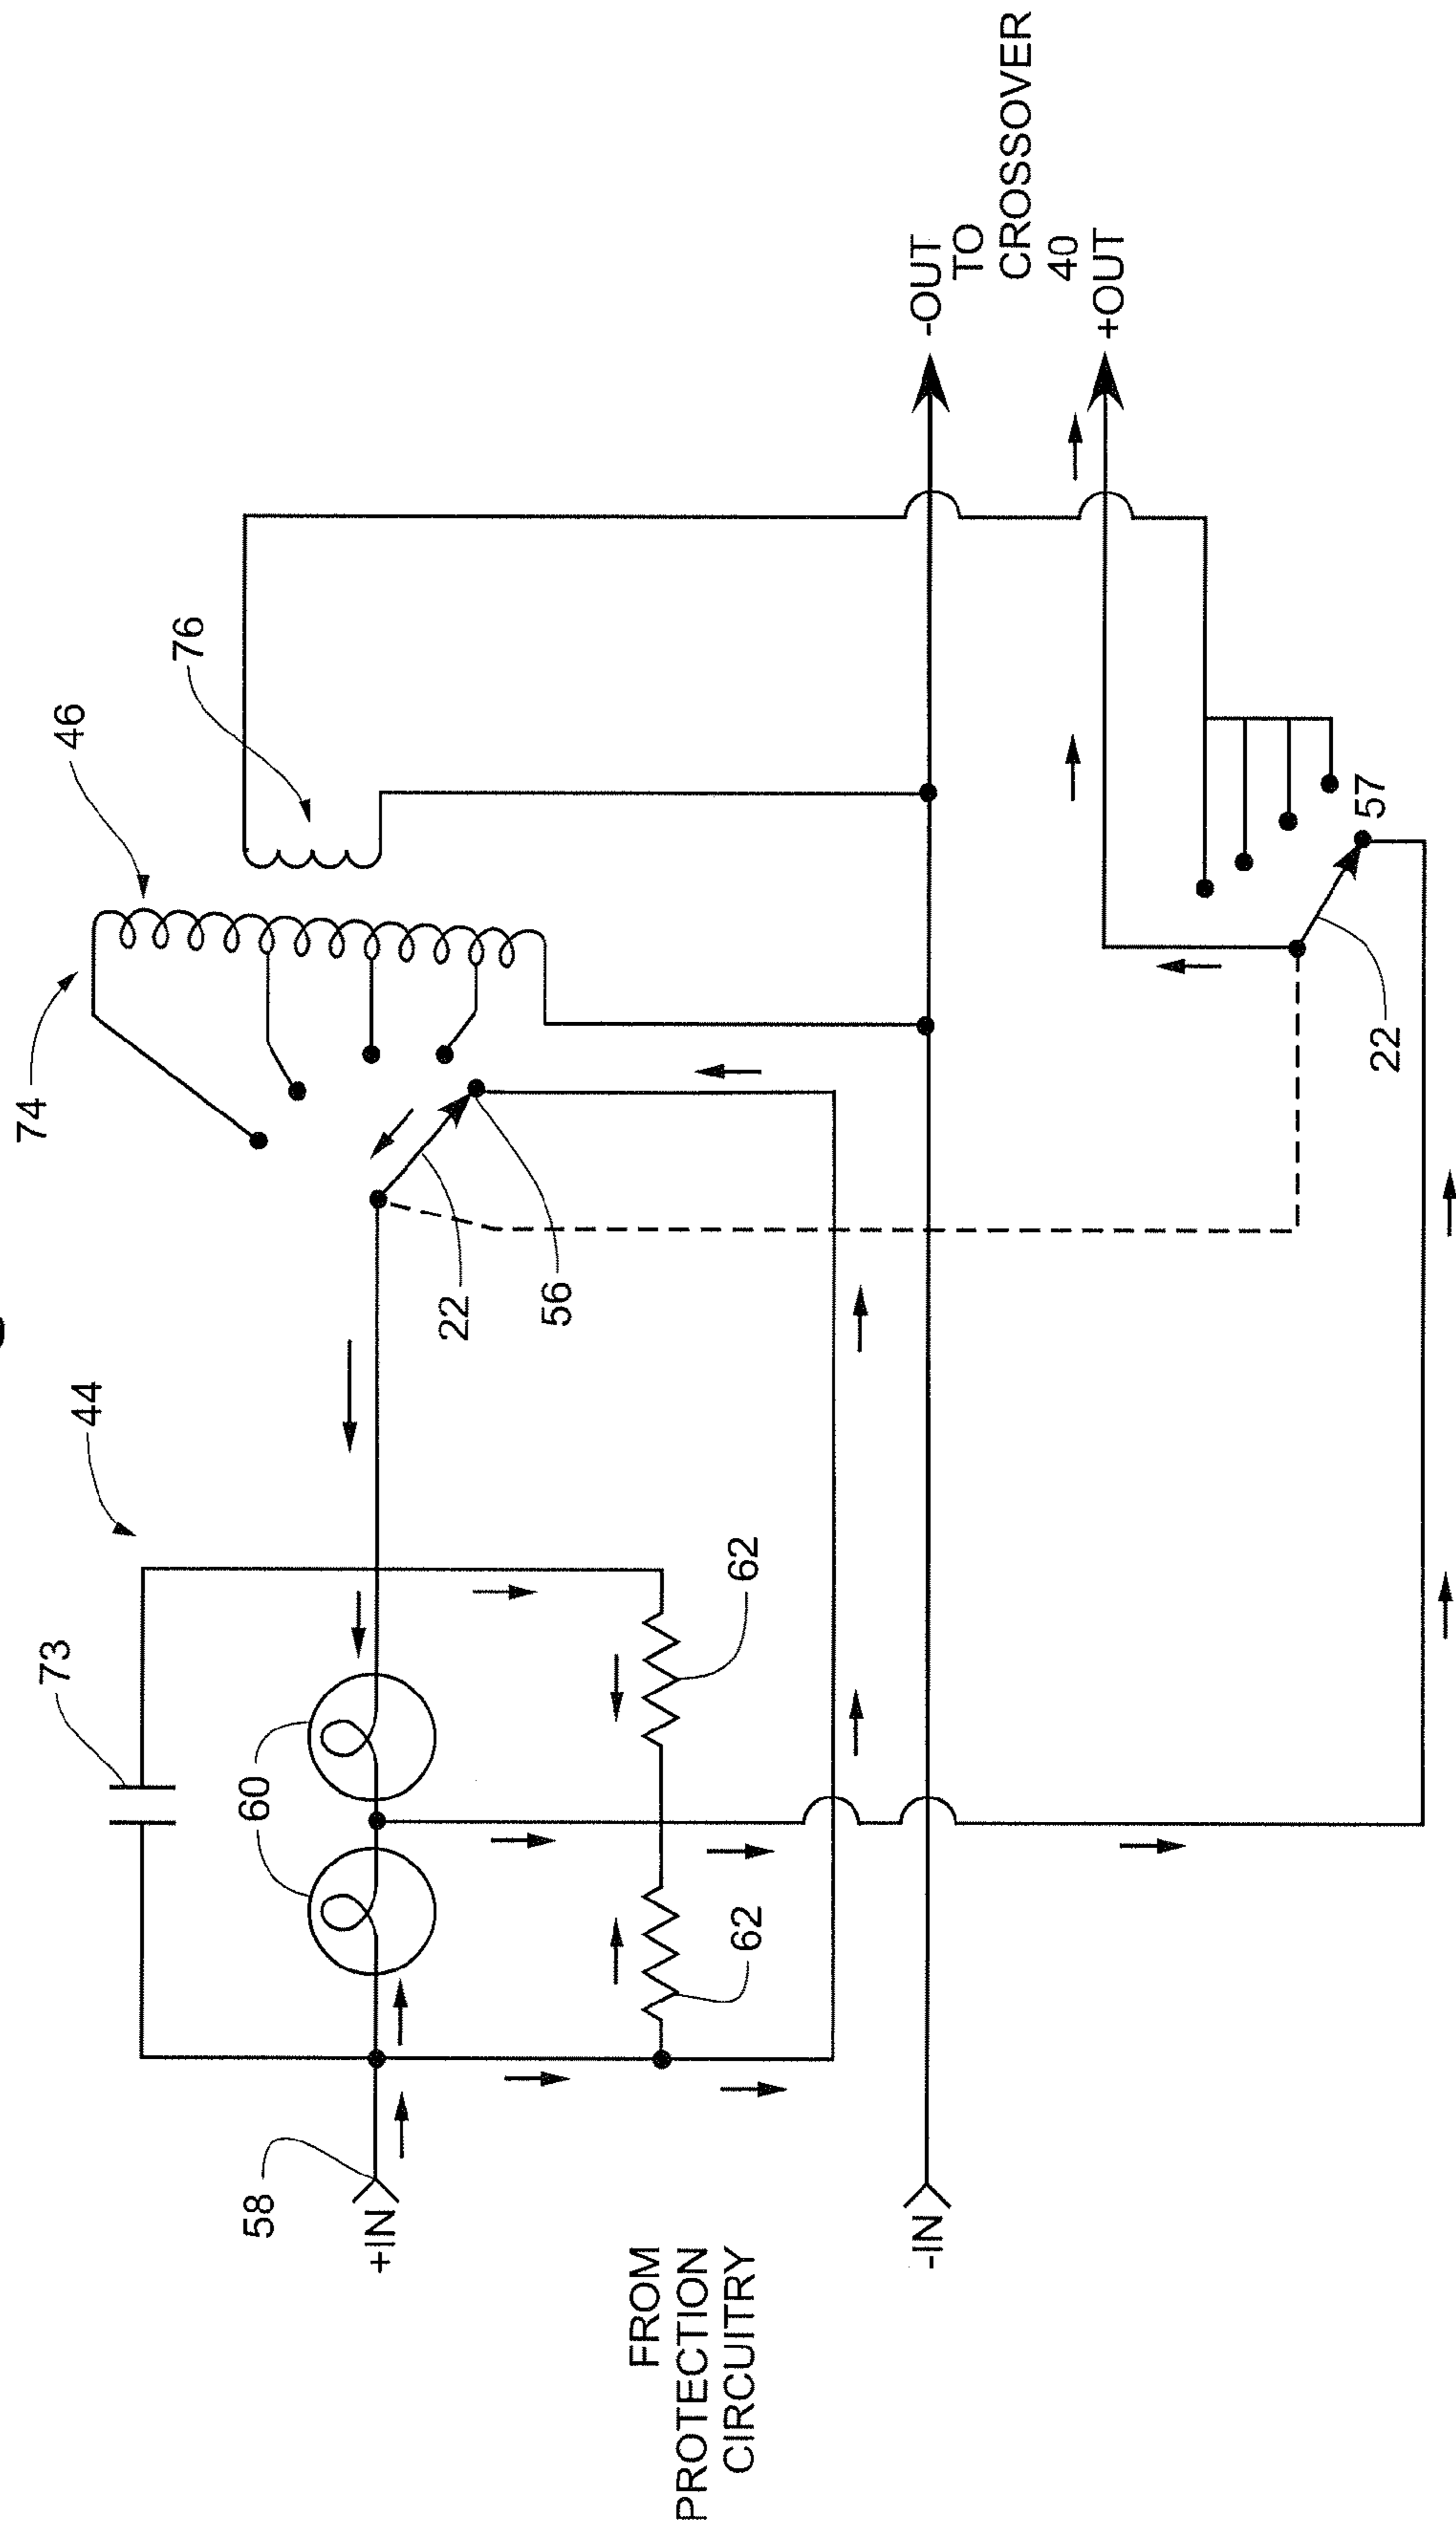 74
46
76
44
73
60
22
56
62
62
58
+IN
FROM
PROTECTION
CIRCUITRY
-IN
-OUT
TO
CROSSOVER
40
+OUT
57
22